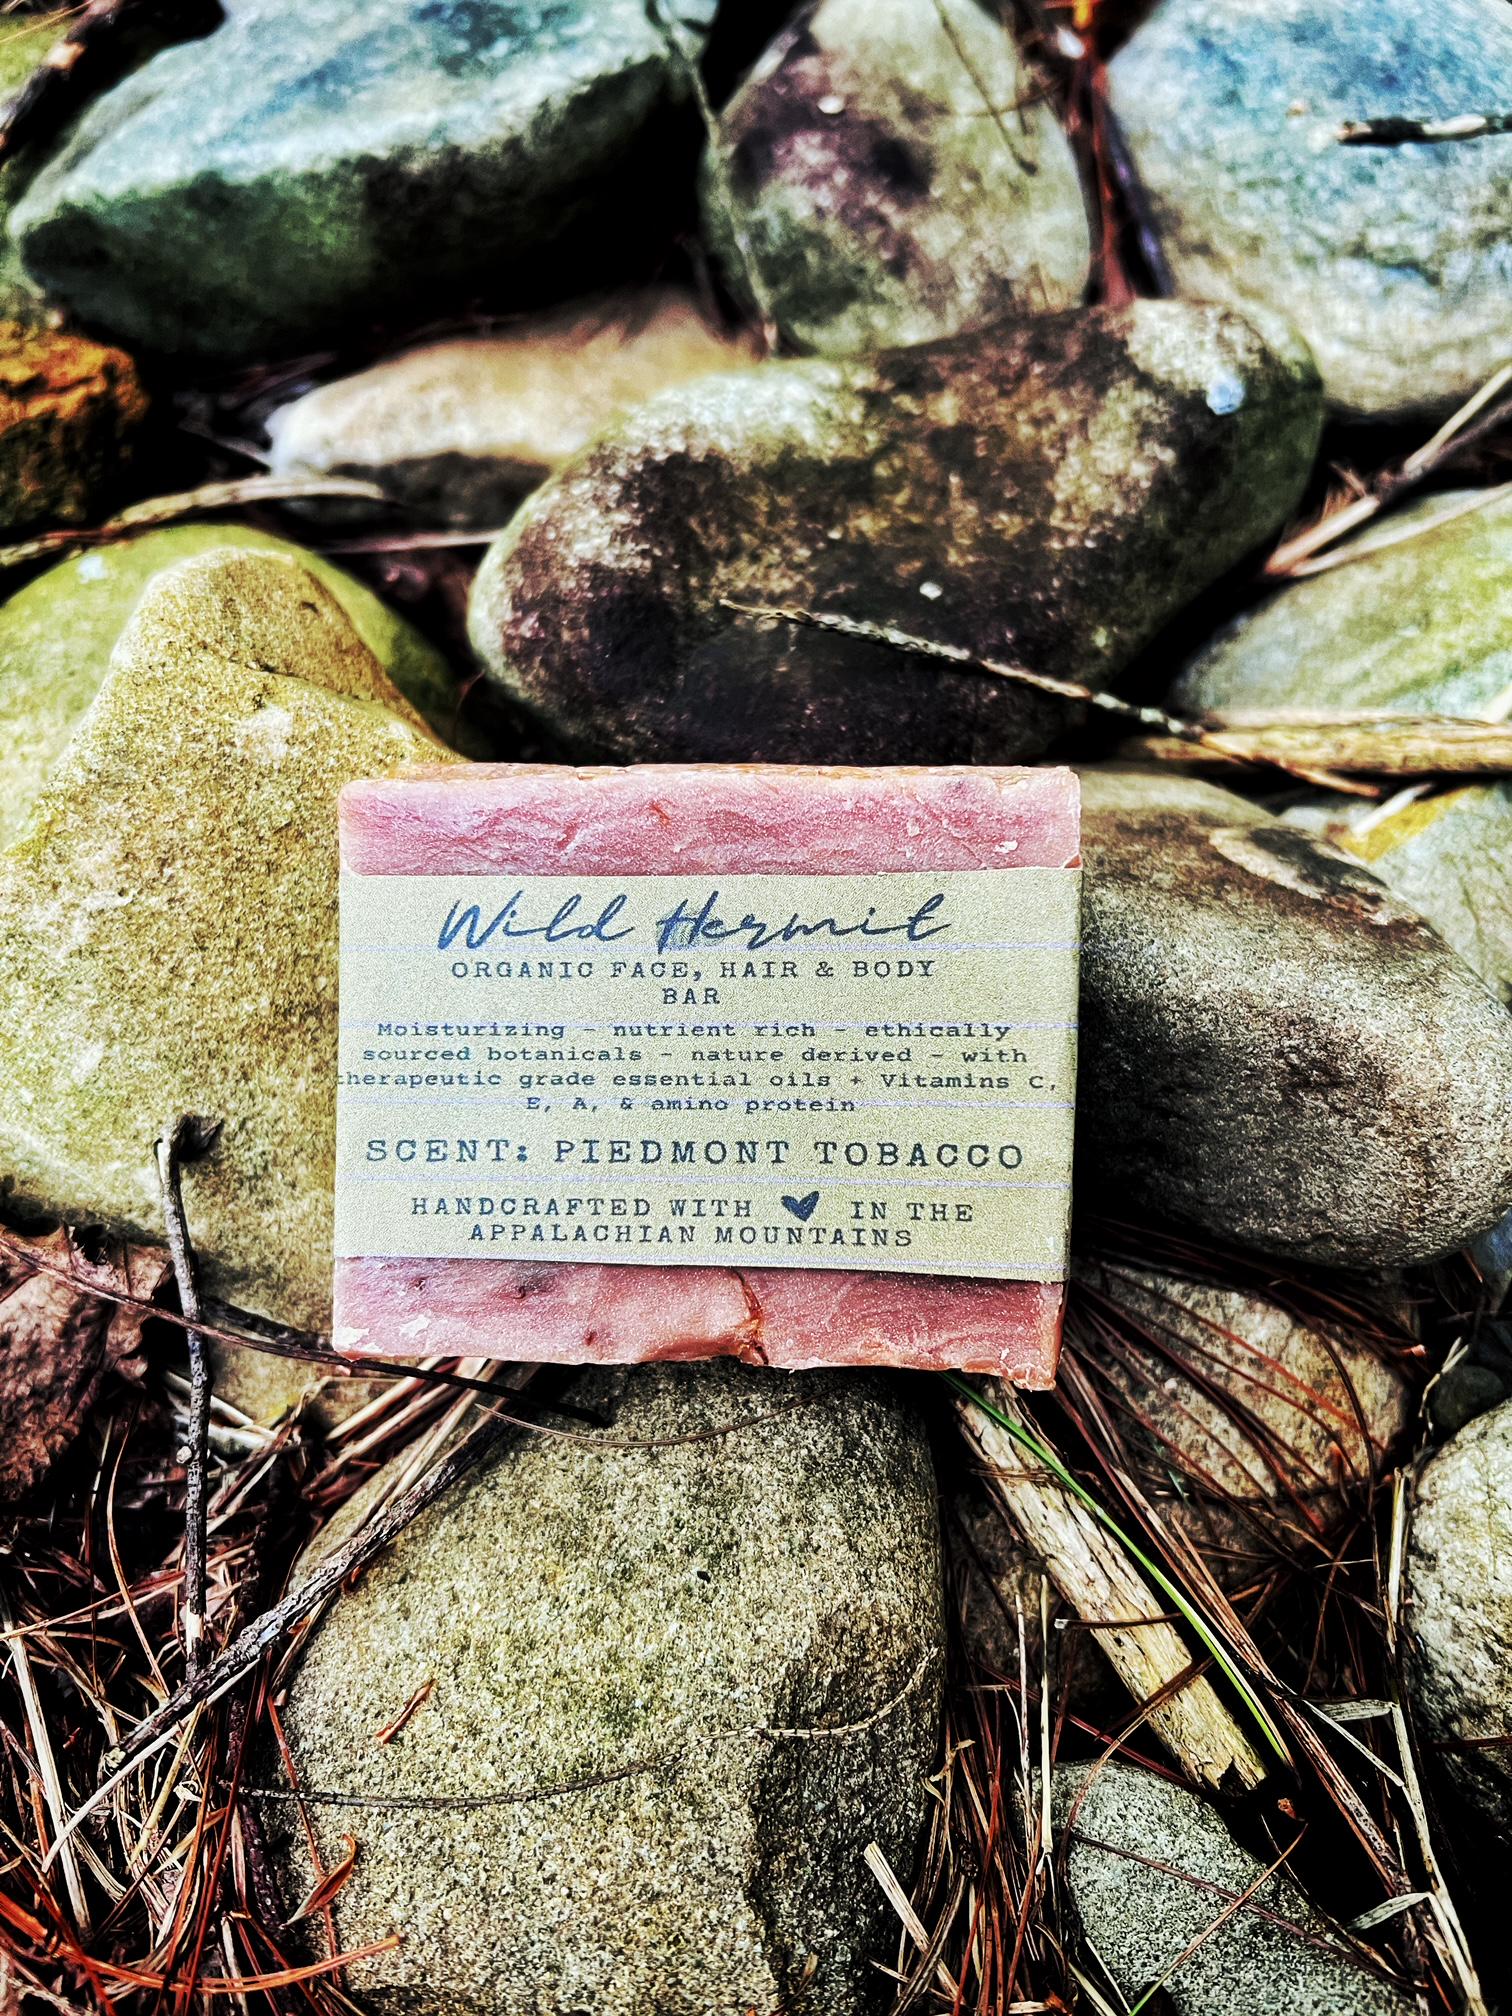 Wild Hermit
ORGANIC FACE, HAIR & BODY
BAR
Moisturizing - nutrient rich - ethically
sourced botanicals - nature derived - with
therapeutic grade essential oils + Vitamins C,
E, A, & amino protein
SCENT: PIEDMONT TOBACCO
HANDCRAFTED WITH ♥ IN THE
APPALACHIAN MOUNTAINS